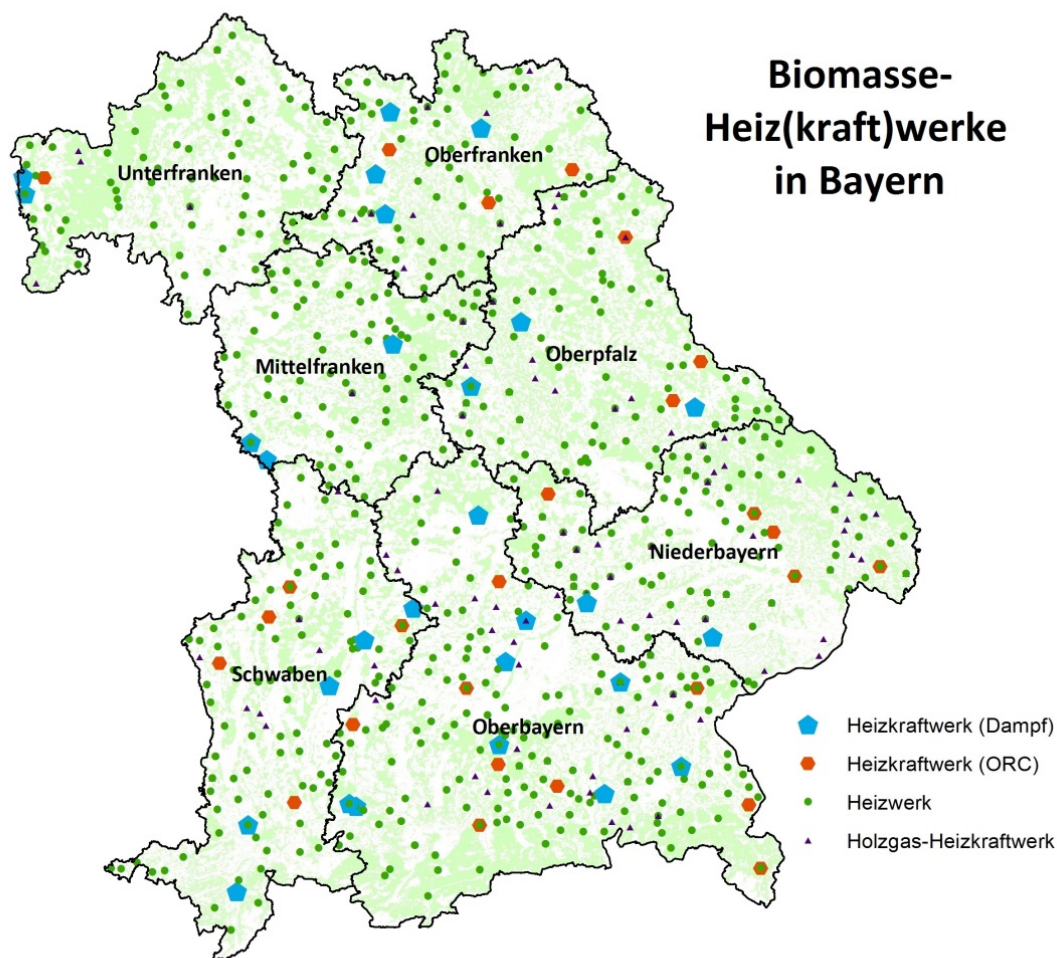 Biomasse-
Heiz(kraft)werke
in Bayern
Unterfranken
Oberfranken
Mittelfranken
Oberpfalz
Niederbayern
Schwaben
Oberbayern
Heizkraftwerk (Dampf)
Heizkraftwerk (ORC)
Heizwerk
Holzgas-Heizkraftwerk